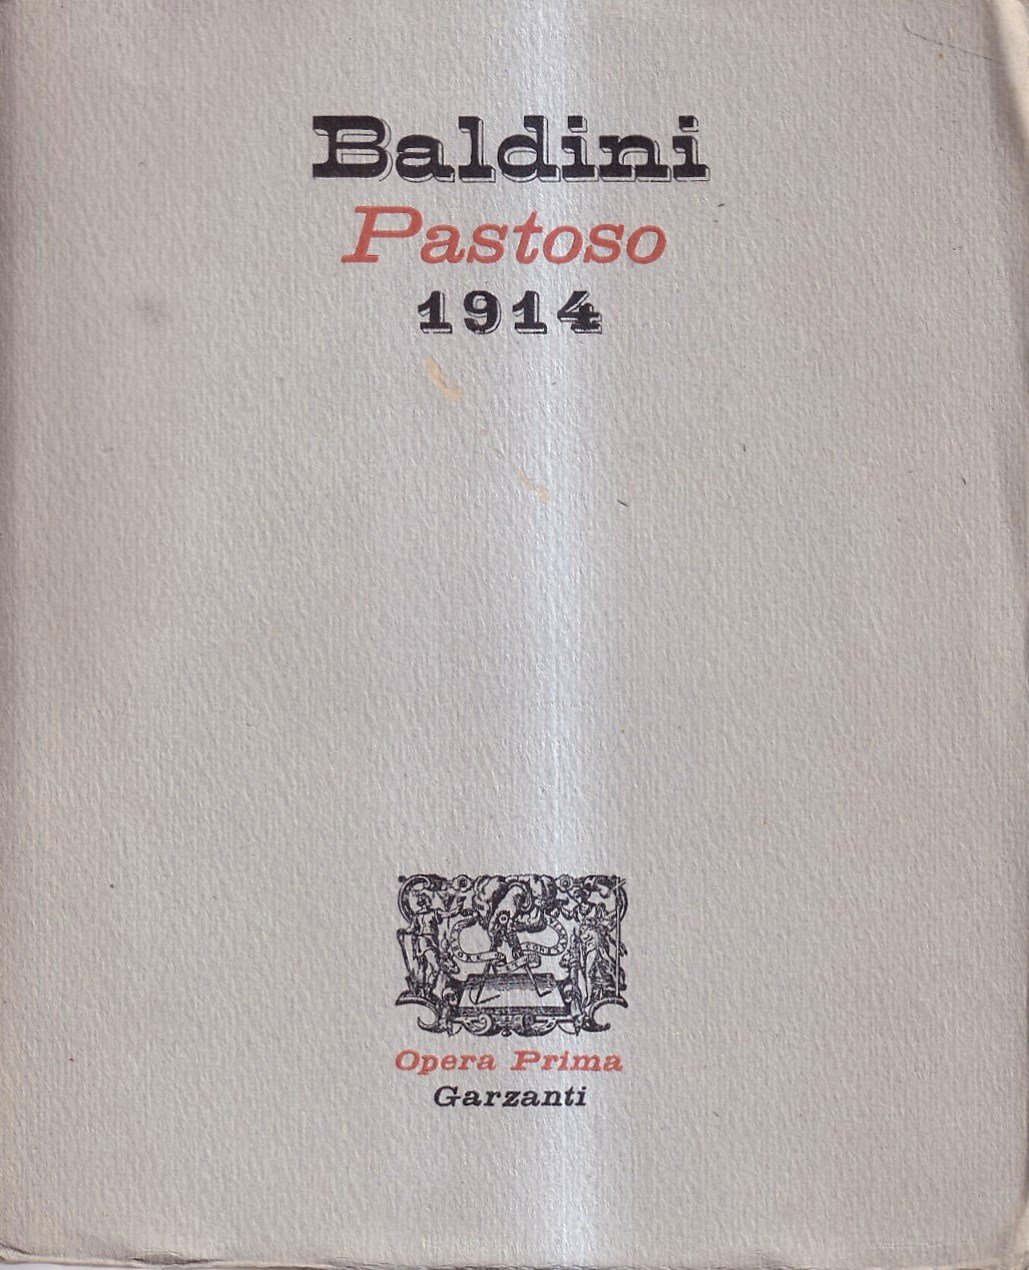 Baldini
Pastoso
1914
Opera Prima
Garzanti